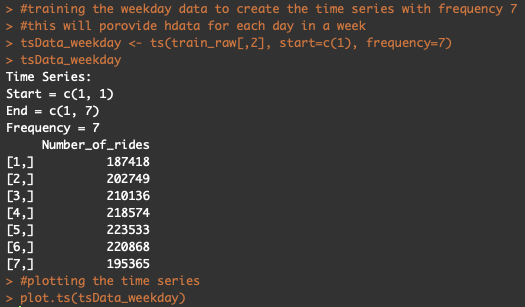 > #training the weekday data to create the time series with frequency 7
> #this will porovide hdata for each day in a week
> tsData_weekday <- ts(train_raw[,2], start=c(1), frequency=7)
> tsData_weekday
Time Series:
Start = c(1, 1)
End = c(1, 7)
Frequency = 7
     Number_of_rides
[1,]          187418
[2,]          202749
[3,]          210136
[4,]          218574
[5,]          223533
[6,]          220868
[7,]          195365
> #plotting the time series
> plot.ts(tsData_weekday)